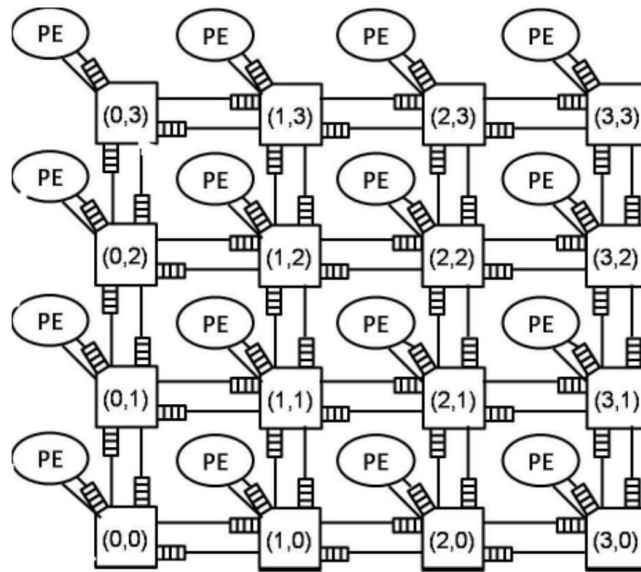 PE PE PE PE
(0,3) (1,3) (2,3) (3,3)
PE PE PE PE
(0,2) (1,2) (2,2) (3,2)
PE PE PE PE
(0,1) (1,1) (2,1) (3,1)
PE PE PE PE
(0,0) (1,0) (2,0) (3,0)